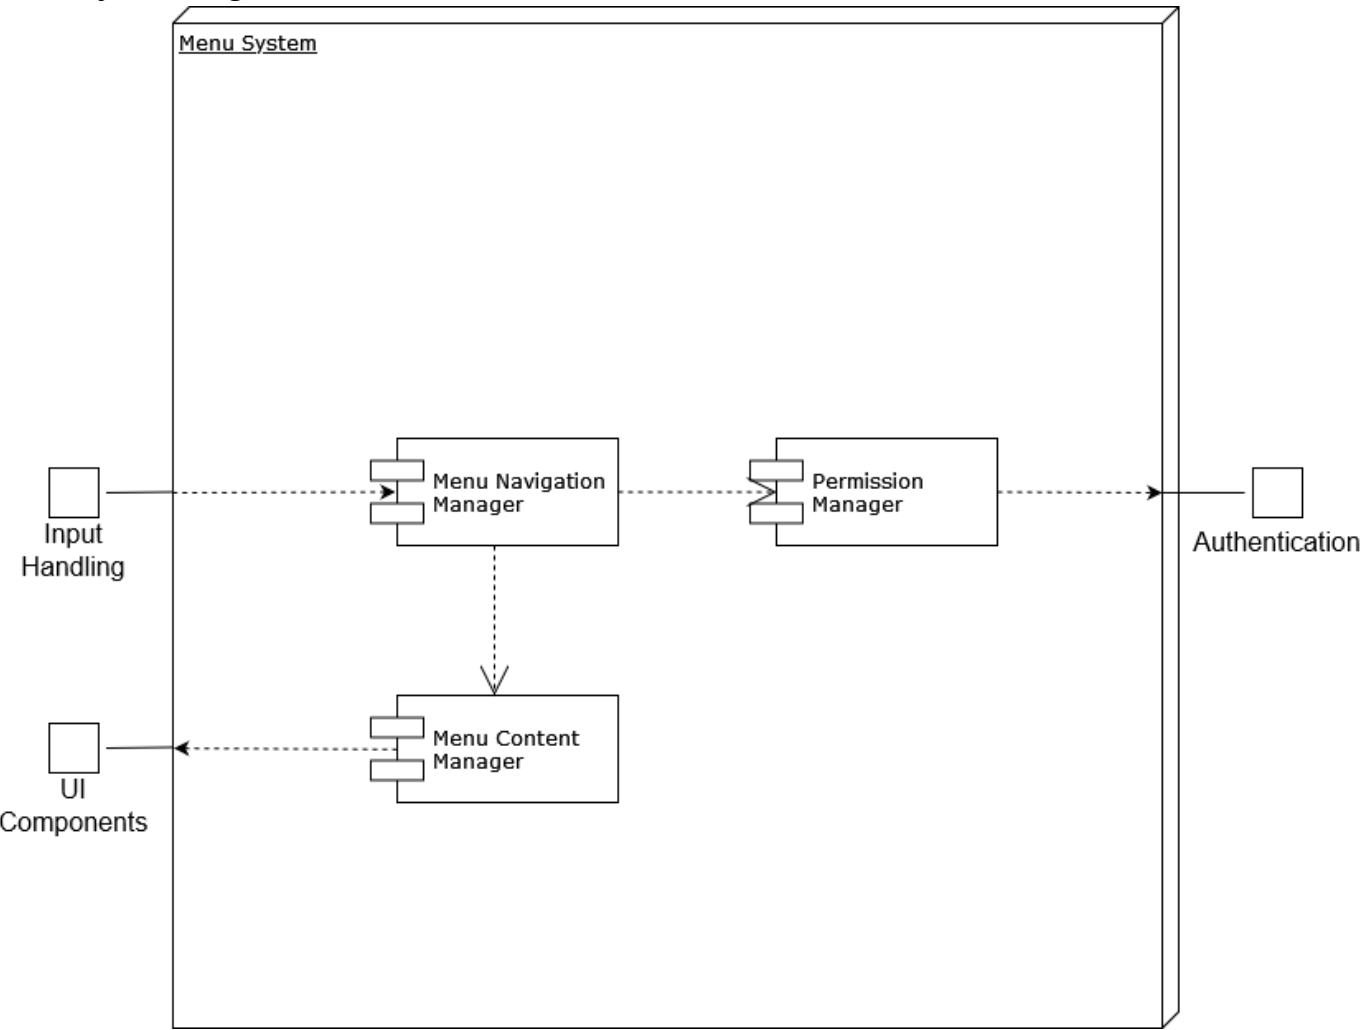 Menu System
Menu Navigation
Manager
Permission
Manager
Input
Handling
Authentication
Menu Content
Manager
UI
Components